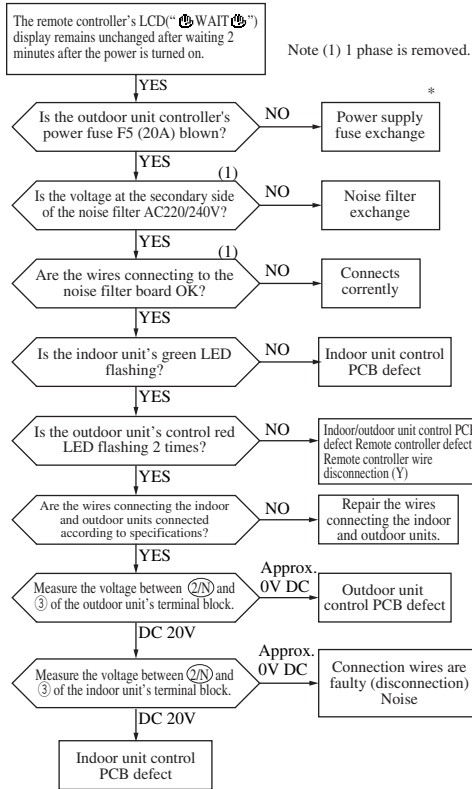 The remote controller's LCD("WAIT")
display remains unchanged after waiting 2
minutes after the power is turned on.
Note (1) 1 phase is removed.
YES
Is the outdoor unit controller's
power fuse F5 (20A) blown?
NO
*
Power supply
fuse exchange
YES
(1)
Is the voltage at the secondary side
of the noise filter AC220/240V?
NO
Noise filter
exchange
YES
(1)
Are the wires connecting to the
noise filter board OK?
NO
Connects
corrently
YES
Is the indoor unit's green LED
flashing?
NO
Indoor unit control
PCB defect
YES
Is the outdoor unit's control red
LED flashing 2 times?
NO
Indoor/outdoor unit control PCB
defect Remote controller defect
Remote controller wire
disconnection (Y)
YES
Are the wires connecting the indoor
and outdoor units connected
according to specifications?
NO
Repair the wires
connecting the indoor
and outdoor units.
YES
Measure the voltage between (2/N) and
③ of the outdoor unit's terminal block.
Approx.
0V DC
Outdoor unit
control PCB defect
DC 20V
Measure the voltage between (2/N) and
③ of the indoor unit's terminal block.
Approx.
0V DC
Connection wires are
faulty (disconnection)
Noise
DC 20V
Indoor unit control
PCB defect